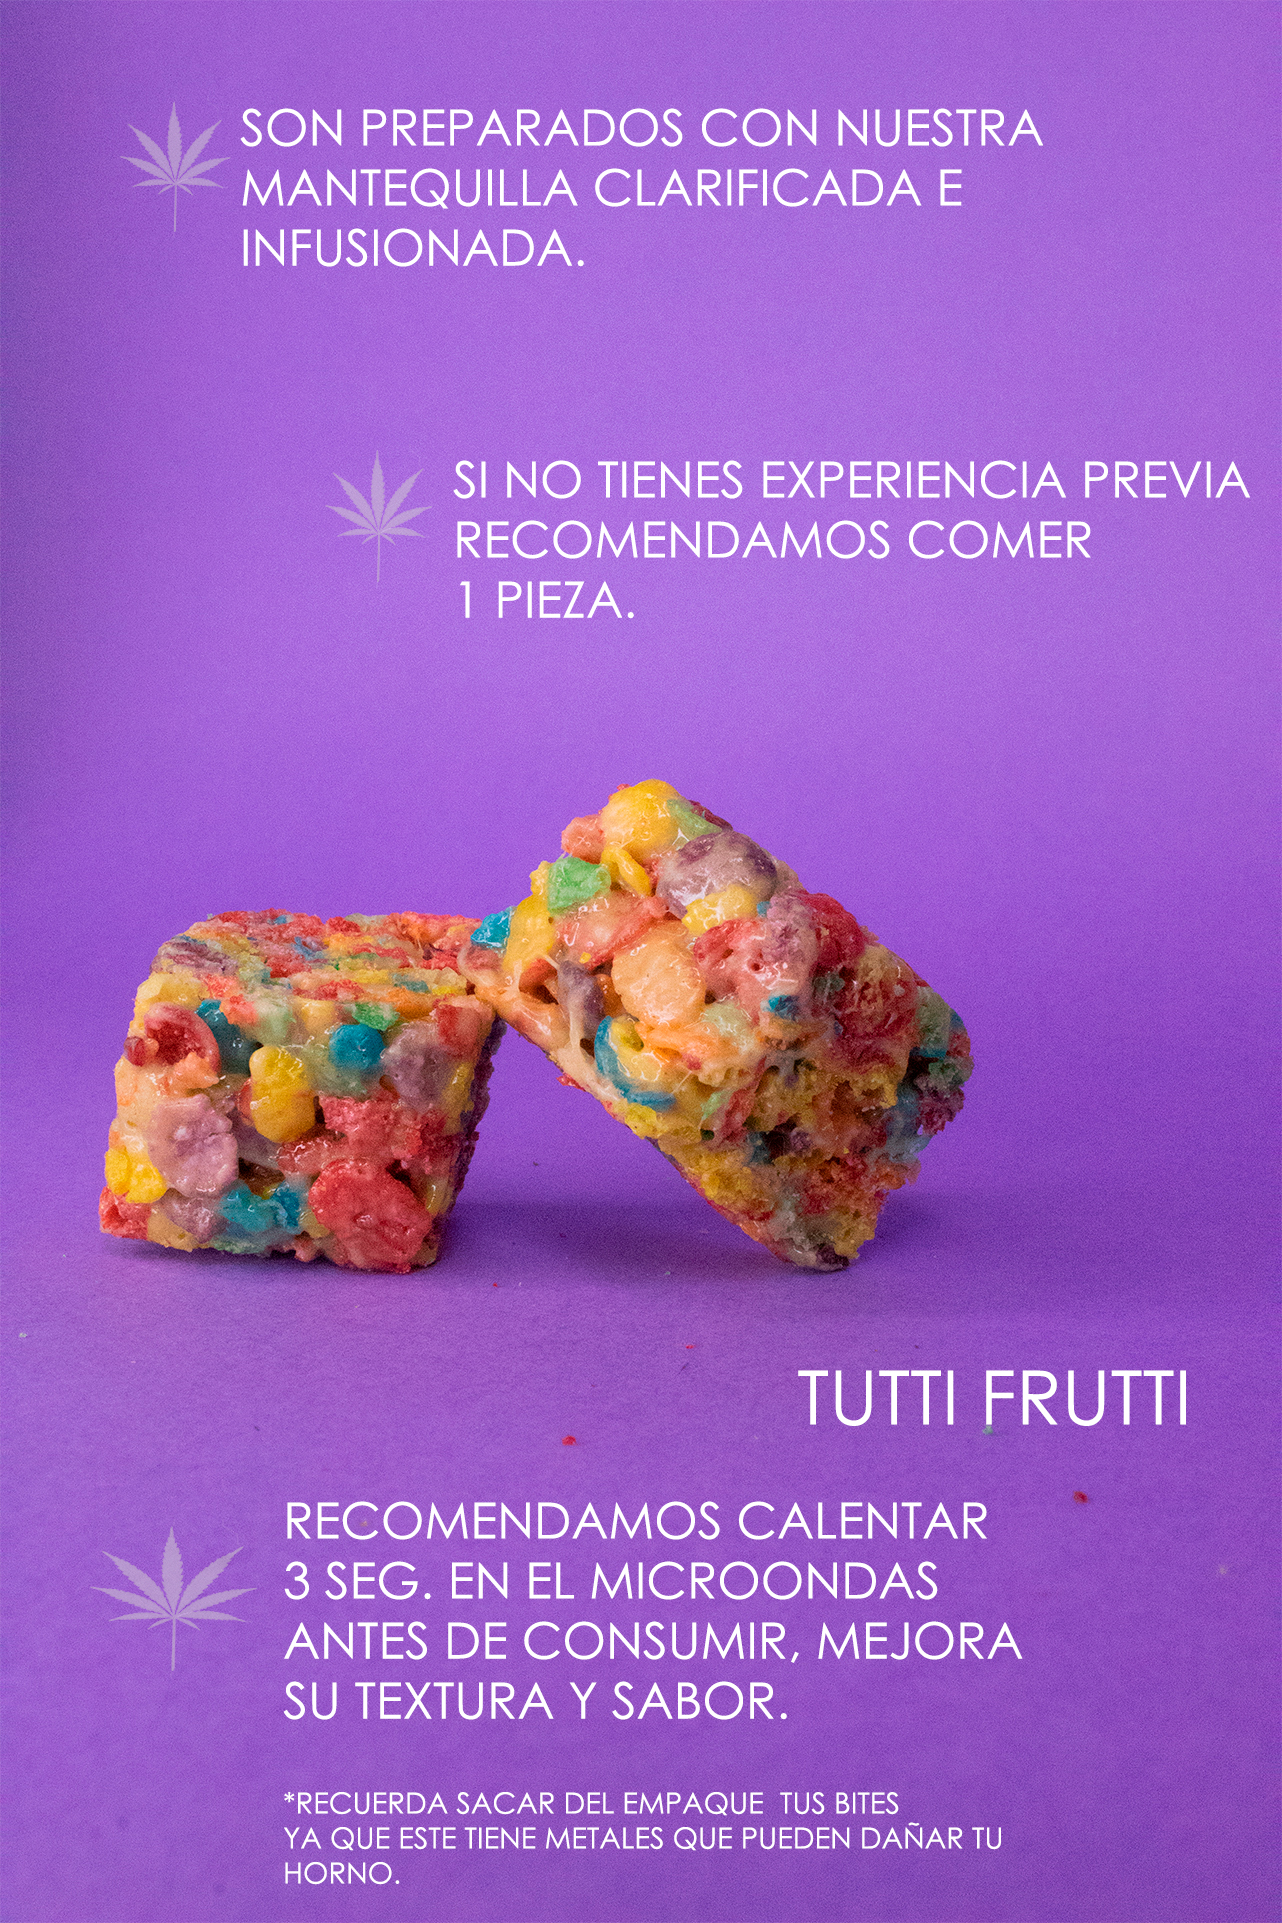 SON PREPARADOS CON NUESTRA
MANTEQUILLA CLARIFICADA E
INFUSIONADA.
SI NO TIENES EXPERIENCIA PREVIA
RECOMENDAMOS COMER
1 PIEZA.
TUTTI FRUTTI
RECOMENDAMOS CALENTAR
3 SEG. EN EL MICROONDAS
ANTES DE CONSUMIR, MEJORA
SU TEXTURA Y SABOR.
*RECUERDA SACAR DEL EMPAQUE  TUS BITES
YA QUE ESTE TIENE METALES QUE PUEDEN DAÑAR TU
HORNO.